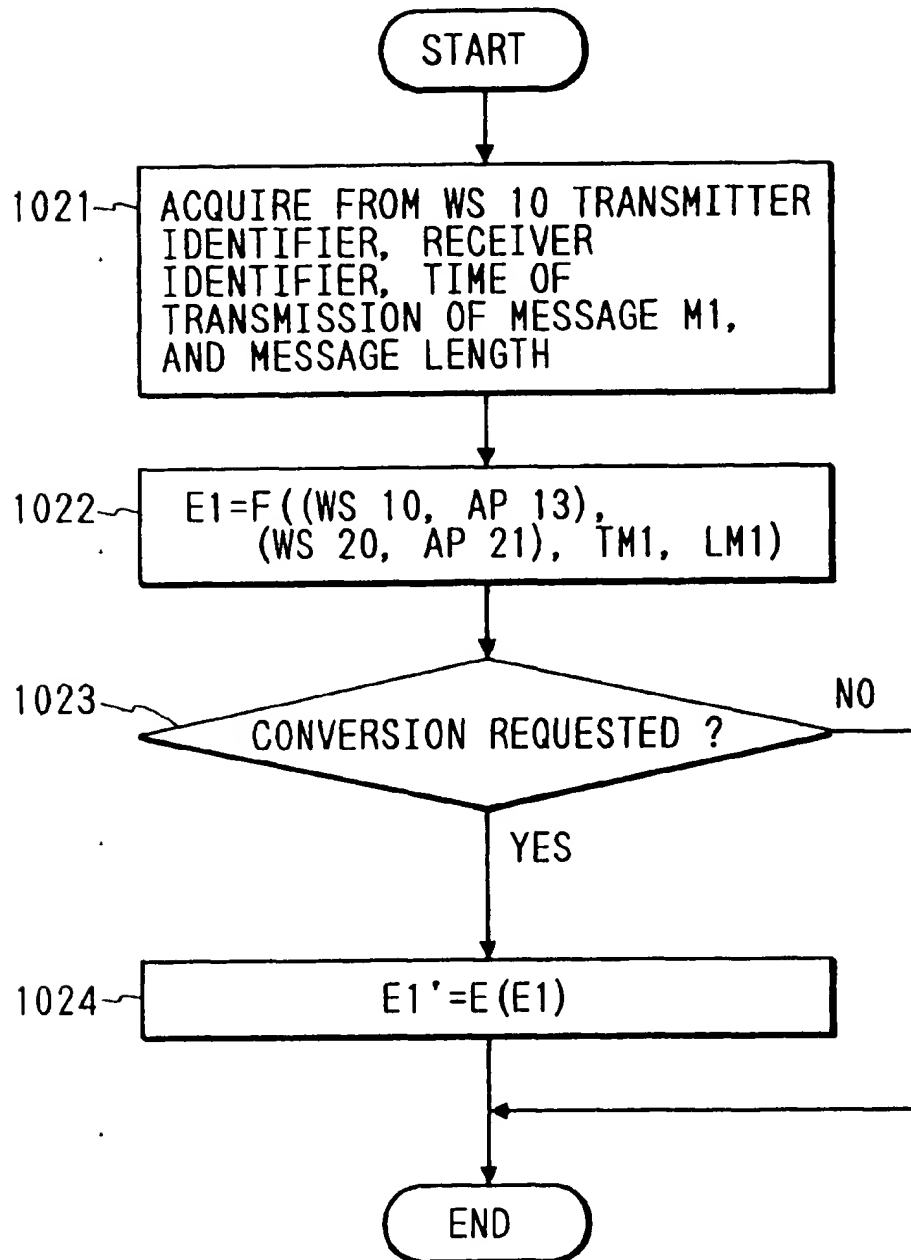 START
1021
ACQUIRE FROM WS 10 TRANSMITTER
IDENTIFIER, RECEIVER
IDENTIFIER, TIME OF
TRANSMISSION OF MESSAGE M1,
AND MESSAGE LENGTH
1022
E1=F((WS 10, AP 13),
(WS 20, AP 21), TM1, LM1)
1023
CONVERSION REQUESTED ?
NO
YES
1024
E1'=E(E1)
END